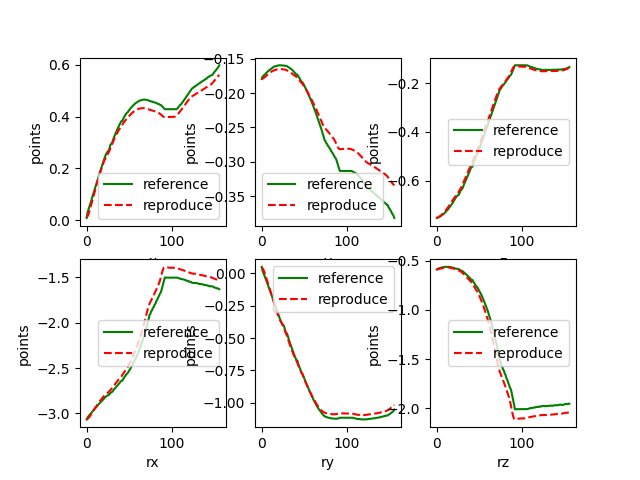 0.6
0.4
0.2
0.0
points
reference
reproduce
0
100
−0.15
−0.20
−0.25
−0.30
−0.35
points
reference
reproduce
0
100
−0.2
−0.4
−0.6
points
reference
reproduce
0
100
−1.5
−2.0
−2.5
−3.0
points
reference
reproduce
0
100
rx
0.00
−0.25
−0.50
−0.75
−1.00
points
reference
reproduce
0
100
ry
−0.5
−1.0
−1.5
−2.0
points
reference
reproduce
0
100
rz